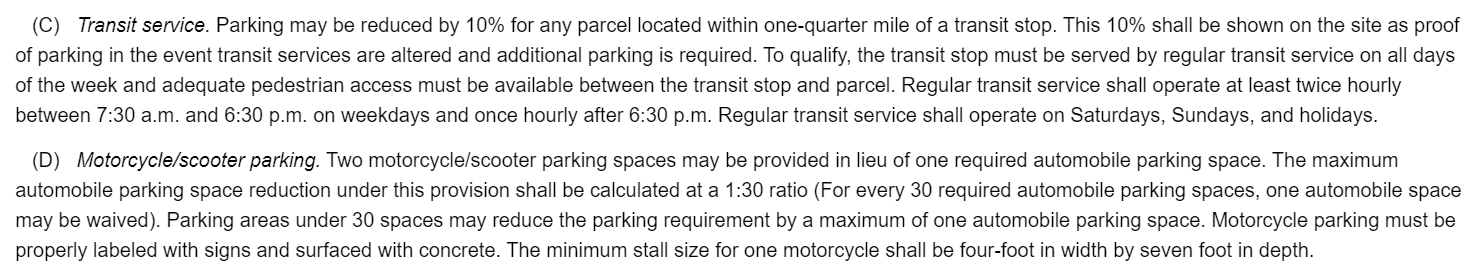 (C) Transit service. Parking may be reduced by 10% for any parcel located within one-quarter mile of a transit stop. This 10% shall be shown on the site as proof
of parking in the event transit services are altered and additional parking is required. To qualify, the transit stop must be served by regular transit service on all days
of the week and adequate pedestrian access must be available between the transit stop and parcel. Regular transit service shall operate at least twice hourly
between 7:30 a.m. and 6:30 p.m. on weekdays and once hourly after 6:30 p.m. Regular transit service shall operate on Saturdays, Sundays, and holidays.
(D) Motorcycle/scooter parking. Two motorcycle/scooter parking spaces may be provided in lieu of one required automobile parking space. The maximum
automobile parking space reduction under this provision shall be calculated at a 1:30 ratio (For every 30 required automobile parking spaces, one automobile space
may be waived). Parking areas under 30 spaces may reduce the parking requirement by a maximum of one automobile parking space. Motorcycle parking must be
properly labeled with signs and surfaced with concrete. The minimum stall size for one motorcycle shall be four-foot in width by seven foot in depth.